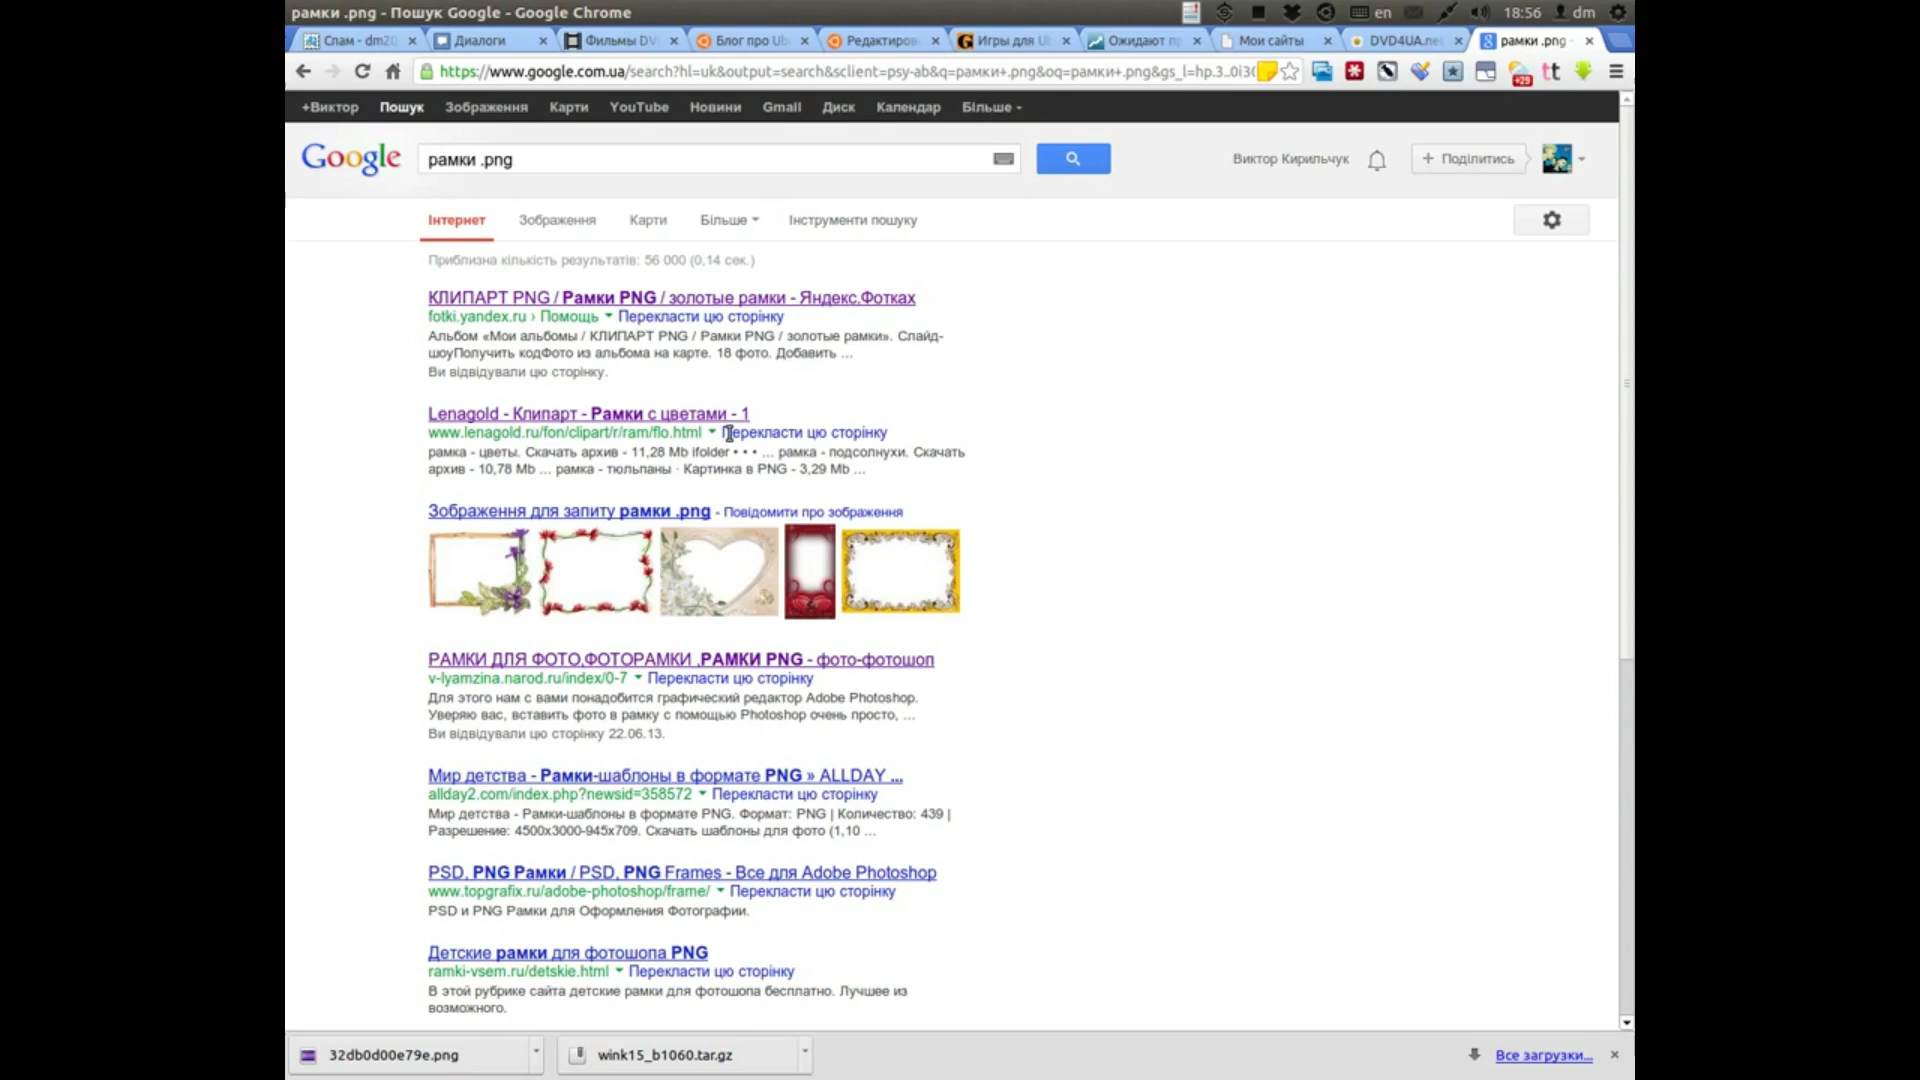 рамки .png - Пошук Google - Google Chrome
en 18:56 dm
Спам - dm20 Диалоги Фильмы DV Блог про Ub Редактиров Игры для U Ожидают пр Мои сайты DVD4UA.ne рамки .png -
https://www.google.com.ua/search?hl=uk&output=search&sclient=psy-ab&q=рамки+.png&oq=рамки+.png&gs_l=hp.3..0i3
+29 tt
+Виктор Пошук Зображення Карти YouTube Новини Gmail Диск Календар Більше
Google рамки .png Виктор Кирильчук + Поділитись
Інтернет Зображення Карти Більше Інструменти пошуку
Приблизна кількість результатів: 56 000 (0,14 сек.)
КЛИПАРТ PNG / Рамки PNG / золотые рамки - Яндекс.Фотках
fotki.yandex.ru › Помощь Перекласти цю сторінку
Альбом «Мои альбомы / КЛИПАРТ PNG / Рамки PNG / золотые рамки». Слайд-
шоуПолучить кодФото из альбома на карте. 18 фото. Добавить ...
Ви відвідували цю сторінку.
Lenagold - Клипарт - Рамки с цветами - 1
www.lenagold.ru/fon/clipart/r/ram/flo.html Перекласти цю сторінку
рамка - цветы. Скачать архив - 11,28 Mb ifolder • • • ... рамка - подсолнухи. Скачать
архив - 10,78 Mb ... рамка - тюльпаны · Картинка в PNG - 3,29 Mb ...
Зображення для запиту рамки .png - Повідомити про зображення
РАМКИ ДЛЯ ФОТО,ФОТОРАМКИ ,РАМКИ PNG - фото-фотошоп
v-lyamzina.narod.ru/index/0-7 Перекласти цю сторінку
Для этого нам с вами понадобится графический редактор Adobe Photoshop.
Уверяю вас, вставить фото в рамку с помощью Photoshop очень просто, ...
Ви відвідували цю сторінку 22.06.13.
Мир детства - Рамки-шаблоны в формате PNG » ALLDAY ...
allday2.com/index.php?newsid=358572 Перекласти цю сторінку
Мир детства - Рамки-шаблоны в формате PNG. Формат: PNG | Количество: 439 |
Разрешение: 4500x3000-945x709. Скачать шаблоны для фото (1,10 ...
PSD, PNG Рамки / PSD, PNG Frames - Все для Adobe Photoshop
www.topgrafix.ru/adobe-photoshop/frame/ Перекласти цю сторінку
PSD и PNG Рамки для Оформления Фотографии.
Детские рамки для фотошопа PNG
ramki-vsem.ru/detskie.html Перекласти цю сторінку
В этой рубрике сайта детские рамки для фотошопа бесплатно. Лучшее из
возможного.
32db0d00e79e.png wink15_b1060.tar.gz Все загрузки...